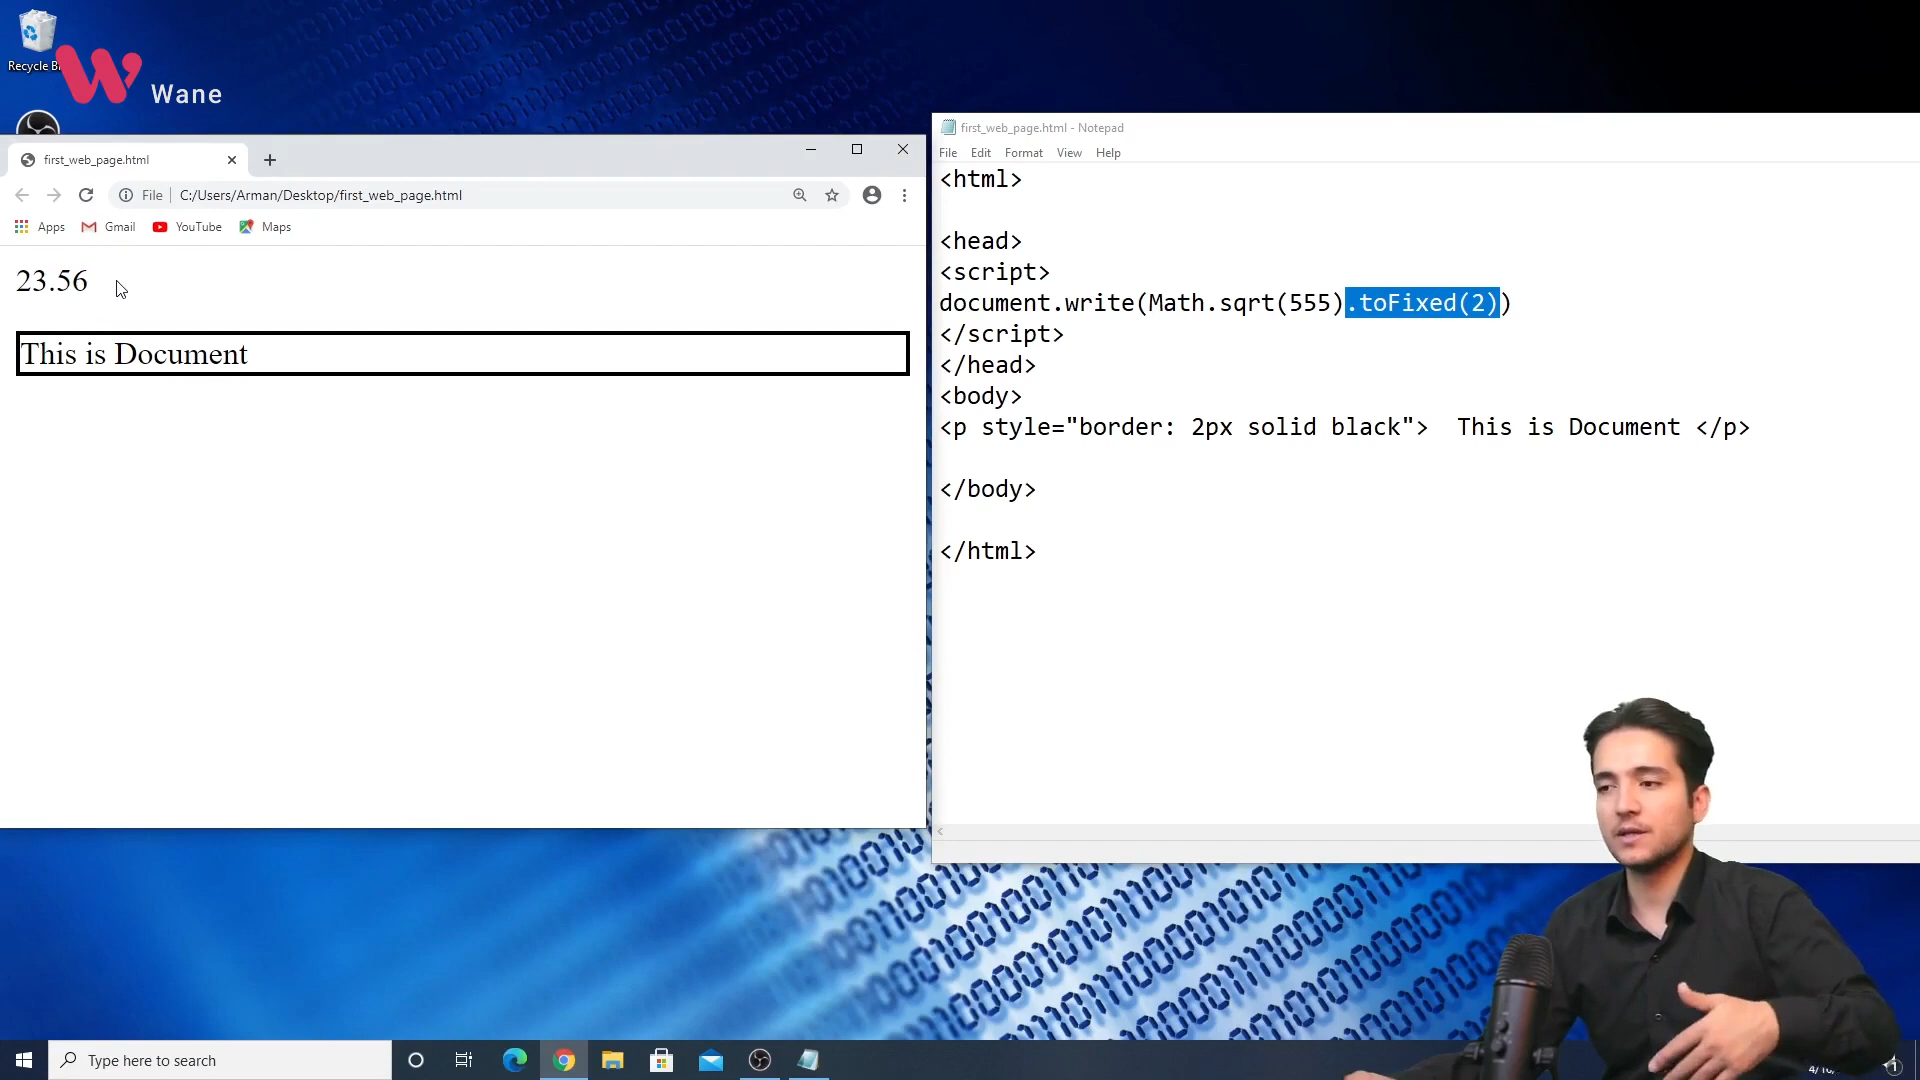 Recycle B
Wane
first_web_page.html
File
C:/Users/Arman/Desktop/first_web_page.html
Apps
Gmail
YouTube
Maps
23.56
This is Document
first_web_page.html - Notepad
File Edit Format View Help
<html>
<head>
<script>
document.write(Math.sqrt(555).toFixed(2))
</script>
</head>
<body>
<p style="border: 2px solid black">  This is Document </p>
</body>
</html>
Type here to search
1